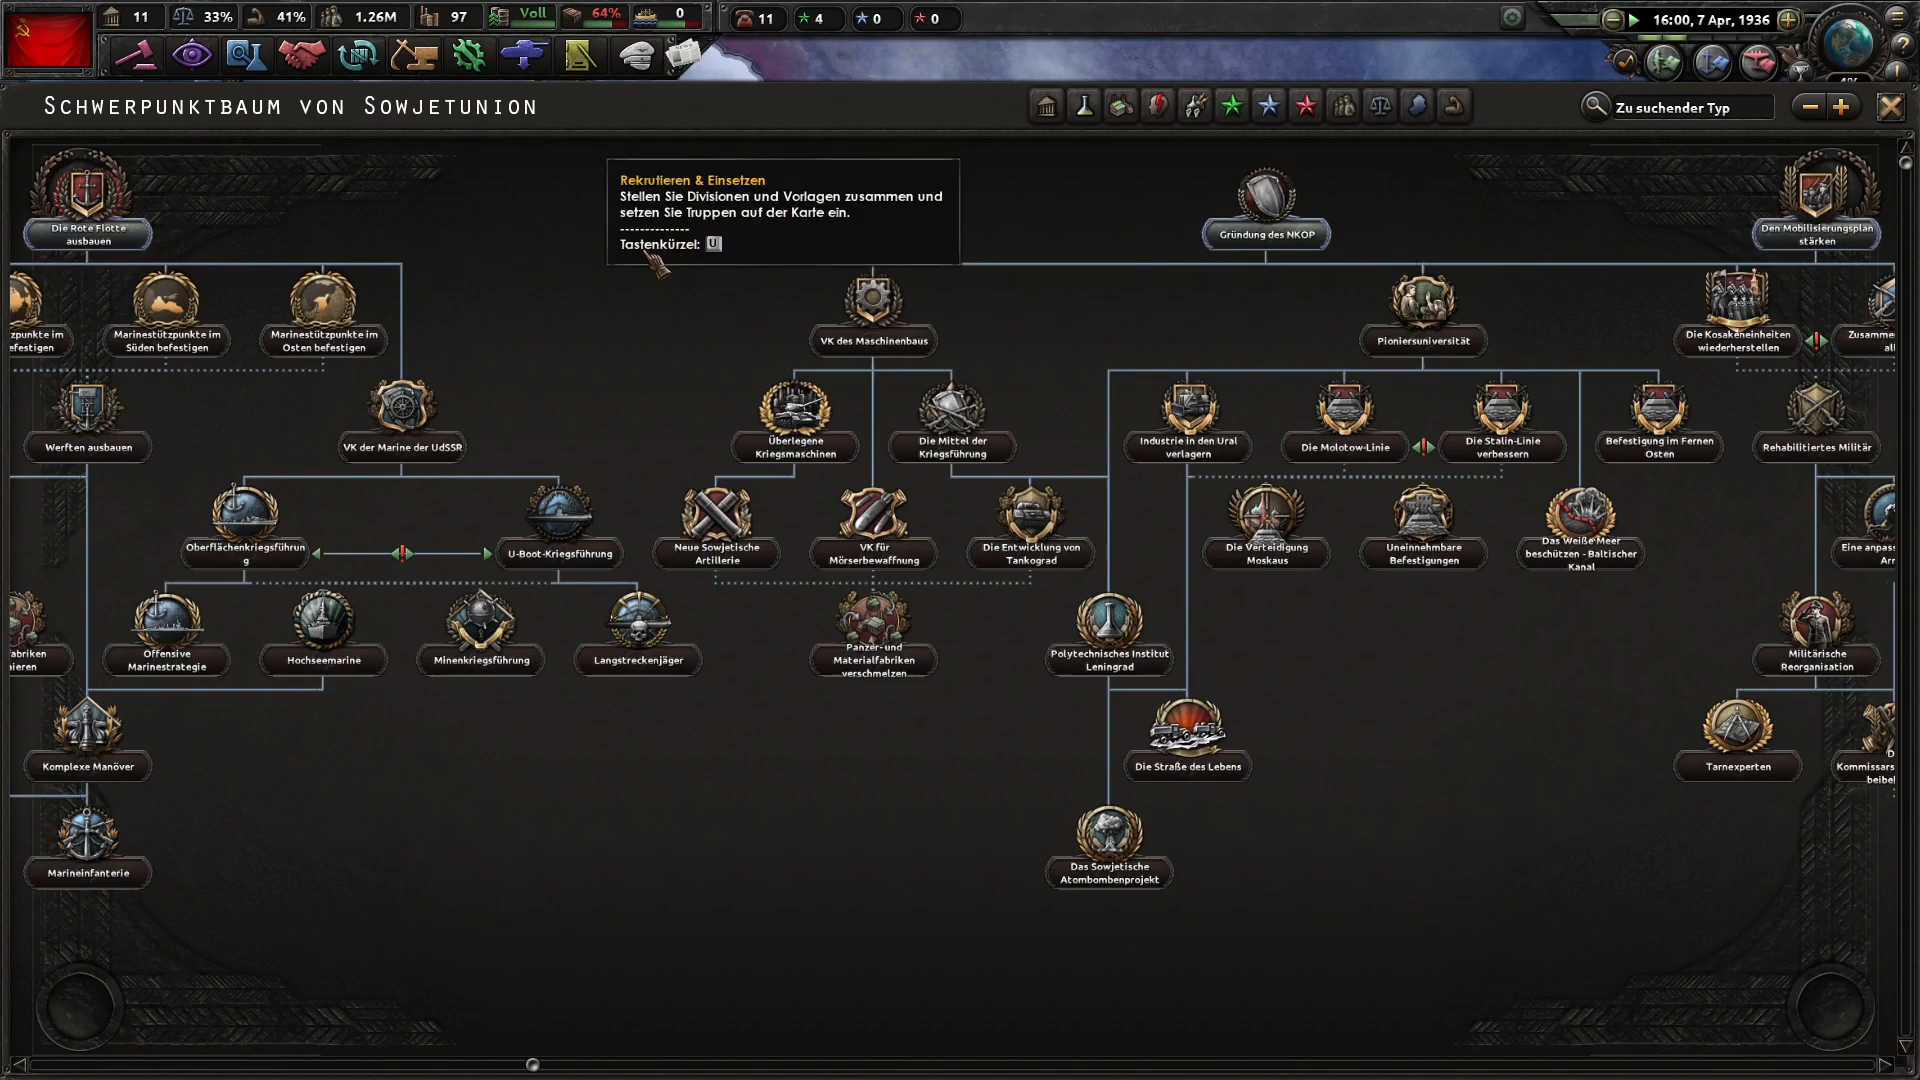 11
33%
41%
1.26M
97
Voll
64%
0
11
4
0
0
16:00, 7 Apr, 1936
NEWS
Schwerpunktbaum von Sowjetunion
Zu suchender Typ
Rekrutieren & Einsetzen
Stellen Sie Divisionen und Vorlagen zusammen und
setzen Sie Truppen auf der Karte ein.
--------------
Tastenkürzel: U
Die Rote Flotte
ausbauen
Gründung des NKOP
Den Mobilisierungsplan
stärken
Marinestützpunkte im
Süden befestigen
Marinestützpunkte im
Osten befestigen
VK des Maschinenbaus
Pioniersuniversität
Die Kosakeneinheiten
wiederherstellen
Werften ausbauen
VK der Marine der UdSSR
Überlegene
Kriegsmaschinen
Die Mittel der
Kriegsführung
Industrie in den Ural
verlagern
Die Molotow-Linie
Die Stalin-Linie
verbessern
Befestigung im Fernen
Osten
Rehabilitiertes Militär
Oberflächenkriegsführun
g
U-Boot-Kriegsführung
Neue Sowjetische
Artillerie
VK für
Mörserbewaffnung
Die Entwicklung von
Tankograd
Die Verteidigung
Moskaus
Uneinnehmbare
Befestigungen
Das Weiße Meer
beschützen - Baltischer
Kanal
Eine anpass
Offensive
Marinestrategie
Hochseemarine
Minenkriegsführung
Langstreckenjäger
Panzer- und
Materialfabriken
verschmelzen
Polytechnisches Institut
Leningrad
Militärische
Reorganisation
Komplexe Manöver
Die Straße des Lebens
Tarnexperten
Kommissars
beibel
Marineinfanterie
Das Sowjetische
Atombombenprojekt